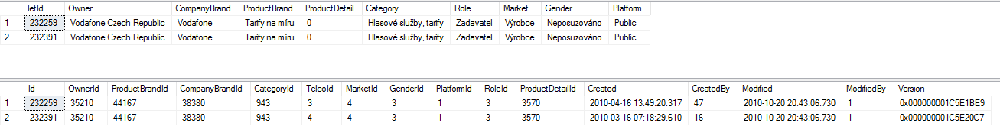 letId Owner CompanyBrand ProductBrand ProductDetail Category Role Market Gender Platform
1 232259 Vodafone Czech Republic Vodafone Tarify na míru 0 Hlasové služby, tarify Zadavatel Výrobce Neposuzováno Public
2 232391 Vodafone Czech Republic Vodafone Tarify na míru 0 Hlasové služby, tarify Zadavatel Výrobce Neposuzováno Public
Id OwnerId ProductBrandId CompanyBrandId CategoryId TelcoId MarketId GenderId PlatformId RoleId ProductDetailId Created CreatedBy Modified ModifiedBy Version
1 232259 35210 44167 38380 943 3 4 3 1 3 3570 2010-04-16 13:49:20.317 47 2010-10-20 20:43:06.730 1 0x000000001C5E1BE9
2 232391 35210 44167 38380 943 4 4 3 1 3 3570 2010-03-16 07:18:29.610 16 2010-10-20 20:43:06.730 1 0x000000001C5E20C7